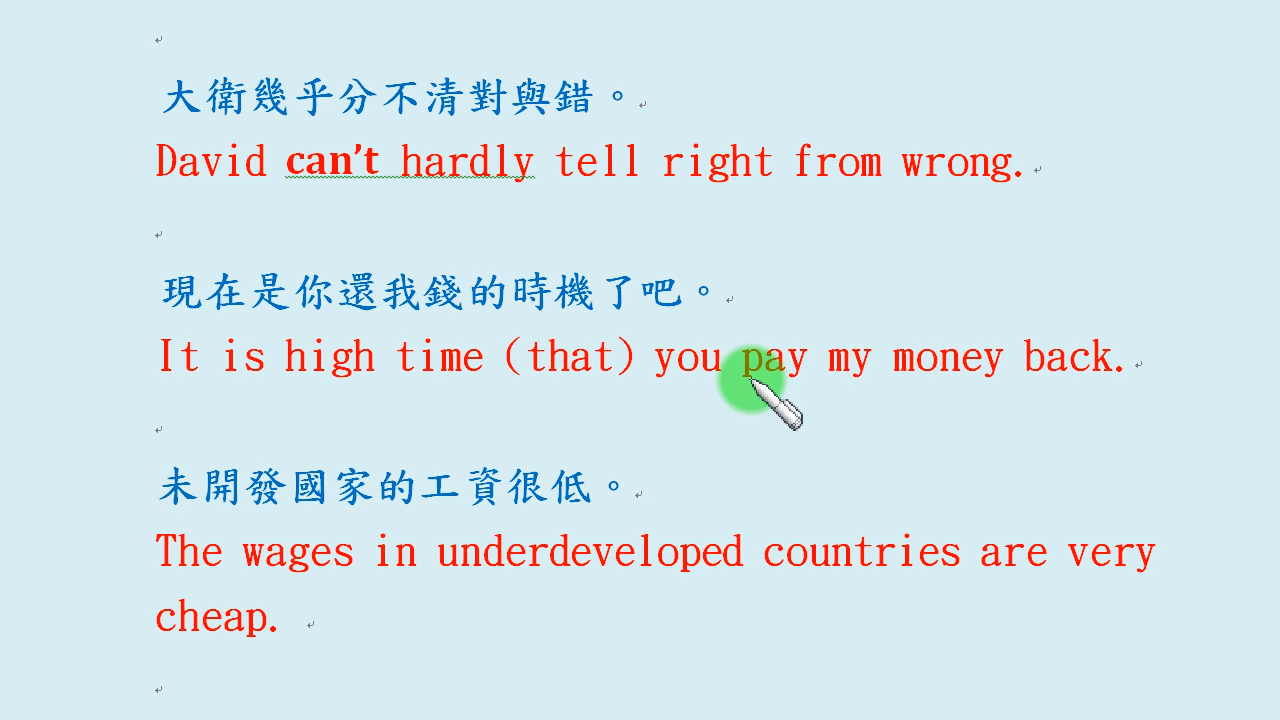 大衛幾乎分不清對與錯。
David can't hardly tell right from wrong.
現在是你還我錢的時機了吧。
It is high time (that) you pay my money back.
未開發國家的工資很低。
The wages in underdeveloped countries are very
cheap.